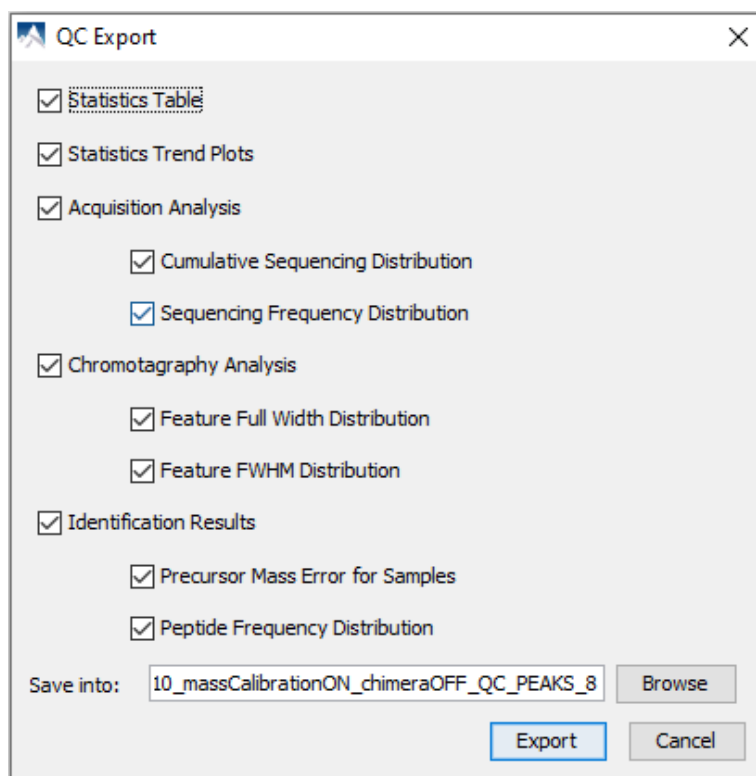 QC Export
Statistics Table
Statistics Trend Plots
Acquisition Analysis
Cumulative Sequencing Distribution
Sequencing Frequency Distribution
Chromotagraphy Analysis
Feature Full Width Distribution
Feature FWHM Distribution
Identification Results
Precursor Mass Error for Samples
Peptide Frequency Distribution
Save into: 10_massCalibrationON_chimeraOFF_QC_PEAKS_8 Browse
Export Cancel